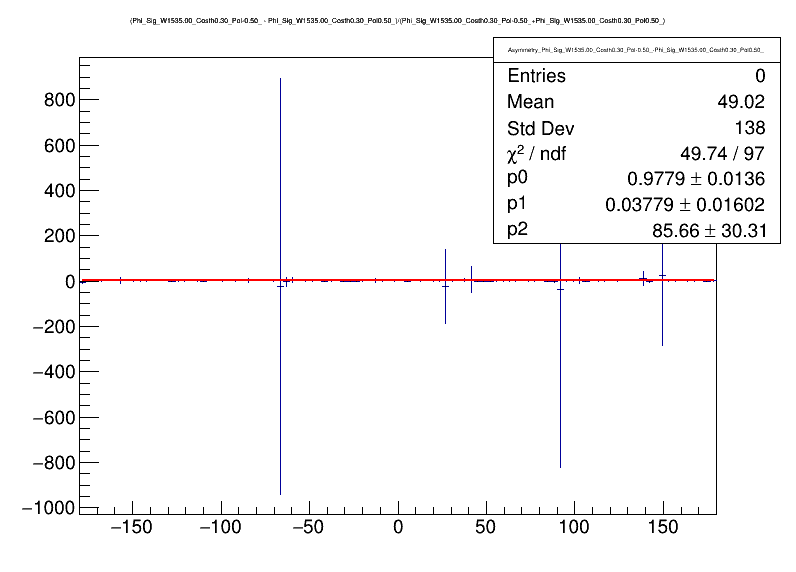 (Phi_Sig_W1535.00_Costh0.30_Pol-0.50_ - Phi_Sig_W1535.00_Costh0.30_Pol0.50_)/(Phi_Sig_W1535.00_Costh0.30_Pol-0.50_+Phi_Sig_W1535.00_Costh0.30_Pol0.50_)
Asymmetry_Phi_Sig_W1535.00_Costh0.30_Pol-0.50_-Phi_Sig_W1535.00_Costh0.30_Pol0.50_
Entries 0
Mean 49.02
Std Dev 138
χ² / ndf 49.74 / 97
p0 0.9779 ± 0.0136
p1 0.03779 ± 0.01602
p2 85.66 ± 30.31
800
600
400
200
0
−200
−400
−600
−800
−1000
−150 −100 −50 0 50 100 150